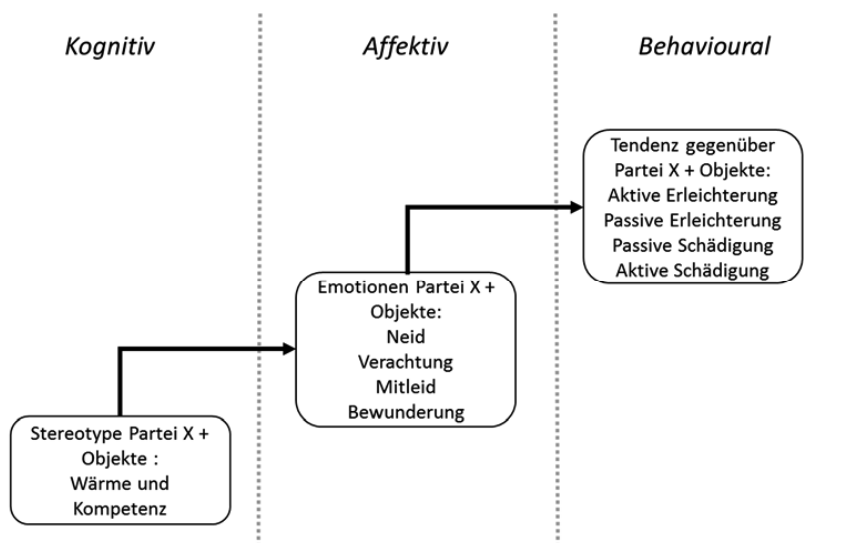 Kognitiv
Affektiv
Behavioural
Stereotype Partei X +
Objekte :
Wärme und
Kompetenz
Emotionen Partei X +
Objekte:
Neid
Verachtung
Mitleid
Bewunderung
Tendenz gegenüber
Partei X + Objekte:
Aktive Erleichterung
Passive Erleichterung
Passive Schädigung
Aktive Schädigung